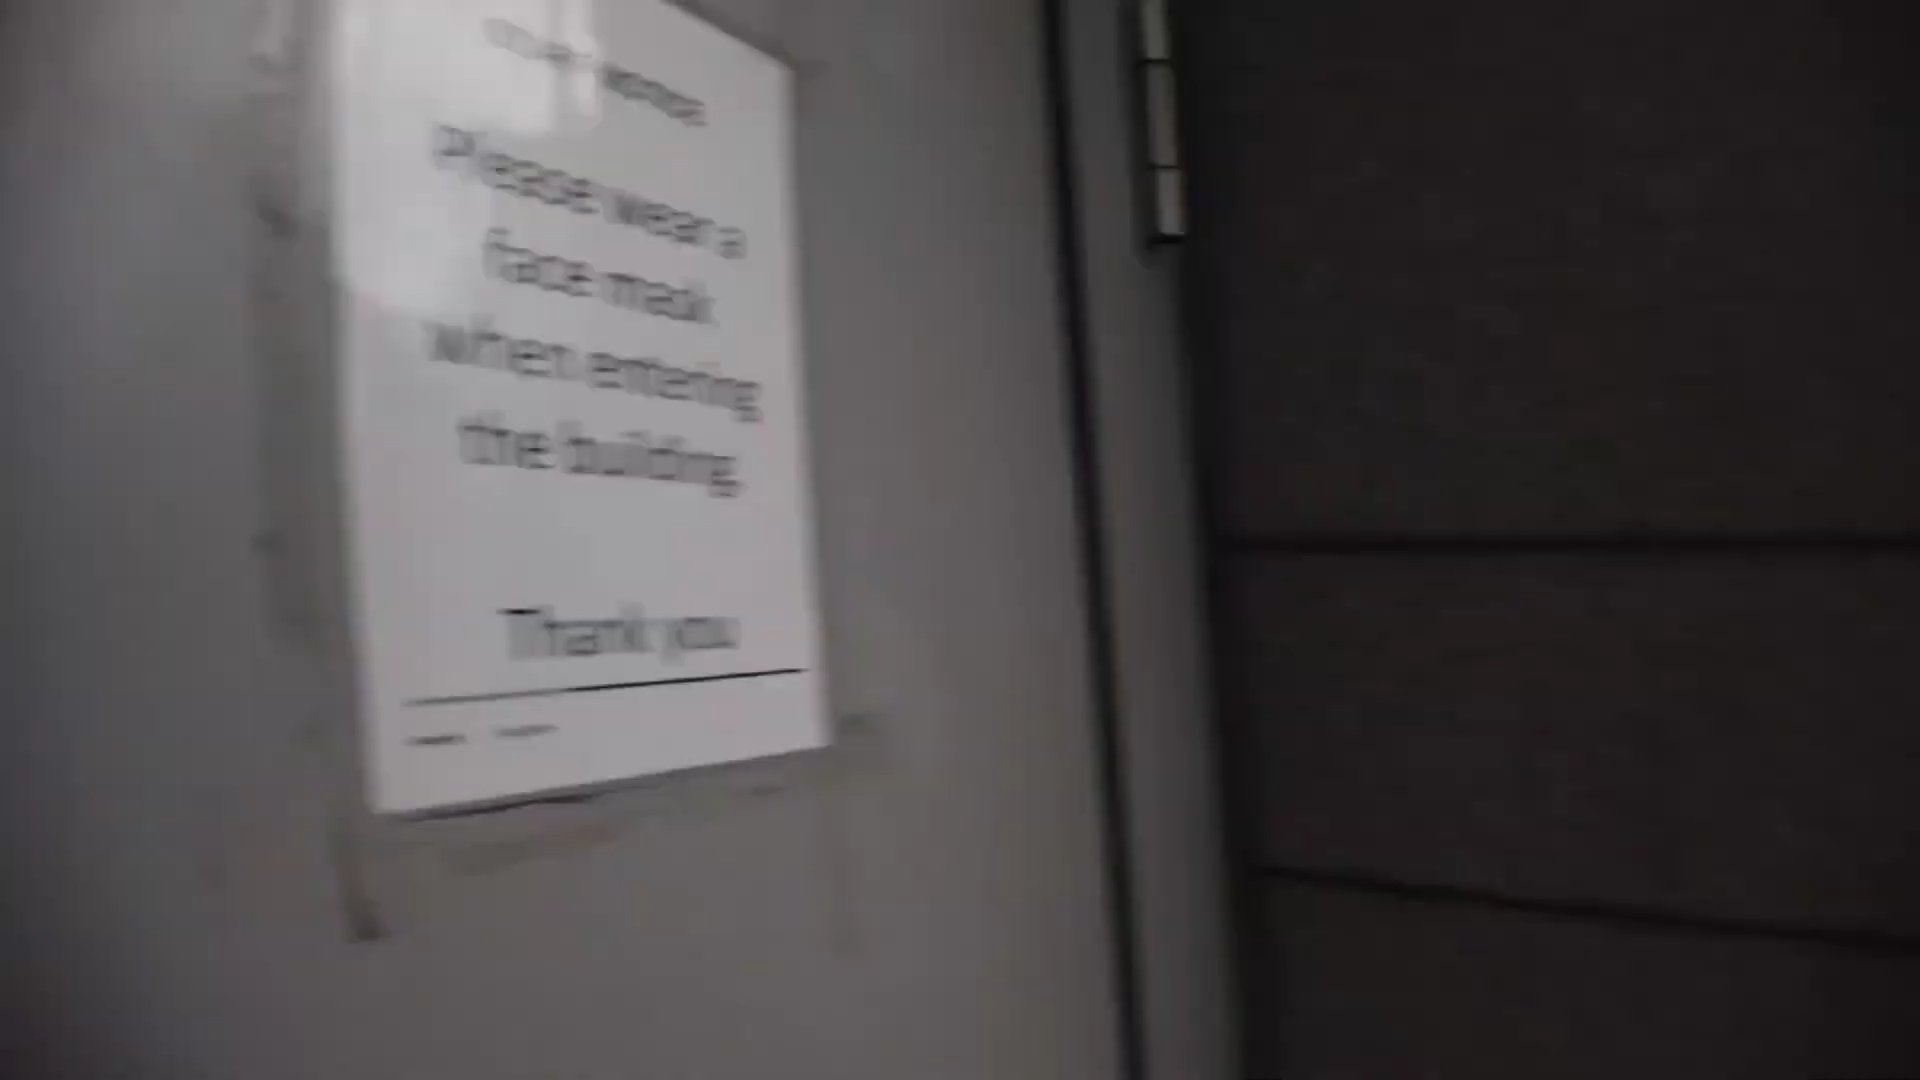 Please wear a
face mask
when entering
the building.
Thank you